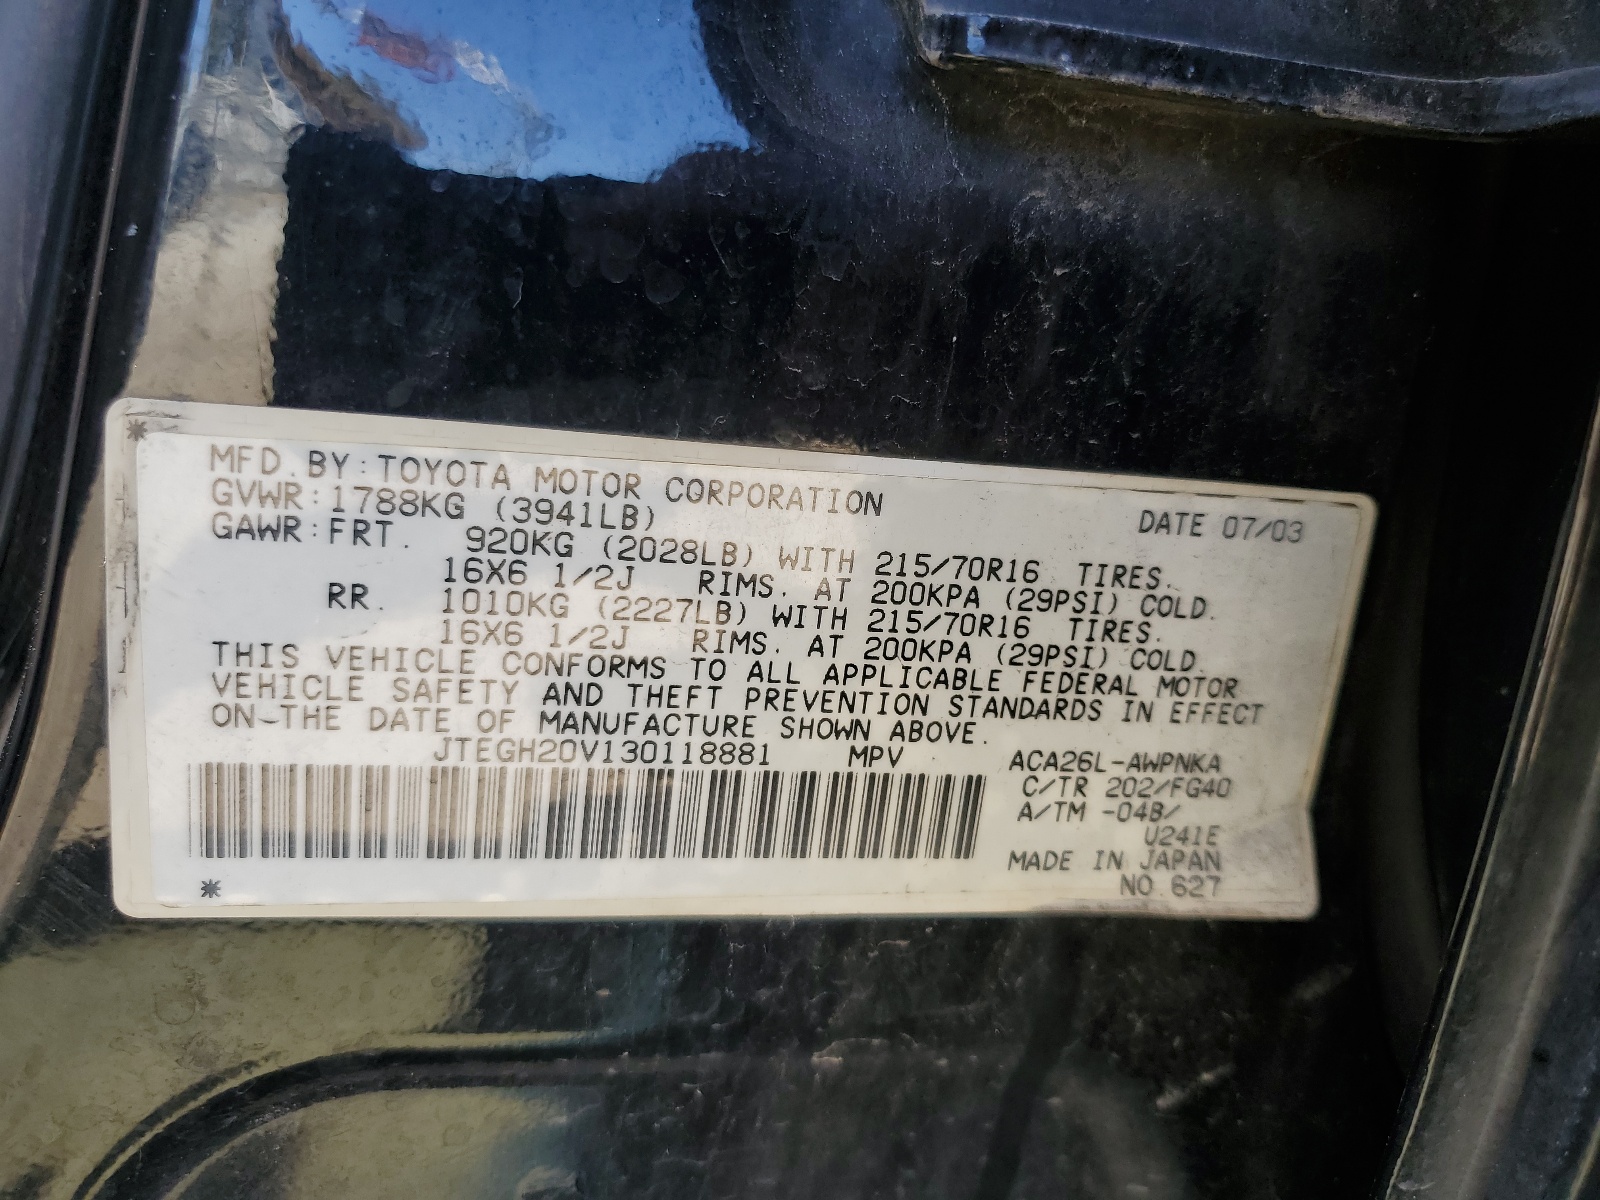 MFD. BY: TOYOTA MOTOR CORPORATION DATE 07/03
GVWR: 1788KG (3941LB)
GAWR: FRT. 920KG (2028LB) WITH 215/70R16 TIRES.
16X6 1/2J RIMS. AT 200KPA (29PSI) COLD.
RR. 1010KG (2227LB) WITH 215/70R16 TIRES.
16X6 1/2J RIMS. AT 200KPA (29PSI) COLD.
THIS VEHICLE CONFORMS TO ALL APPLICABLE FEDERAL MOTOR
VEHICLE SAFETY AND THEFT PREVENTION STANDARDS IN EFFECT
ON THE DATE OF MANUFACTURE SHOWN ABOVE.
JTEGH20V130118881 MPV ACA26L-AWPNKA
C/TR 202/FG40
A/TM -04B/
U241E
MADE IN JAPAN
NO.627